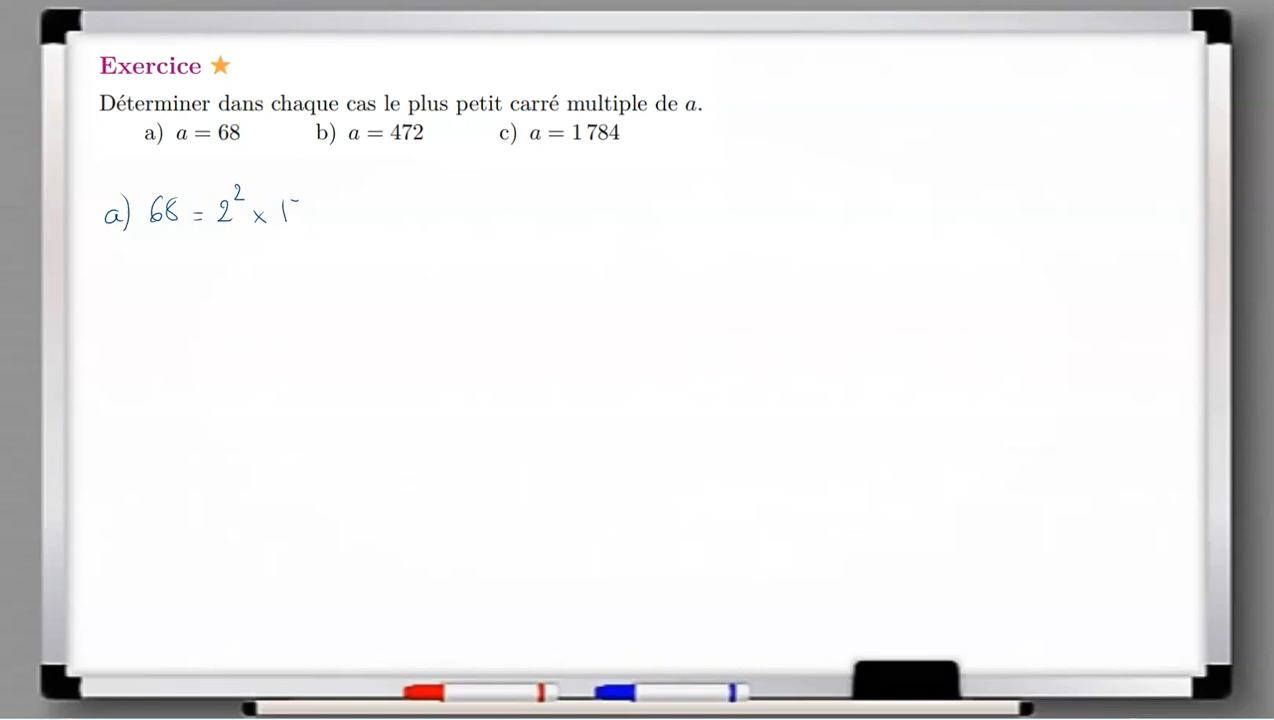 Exercice ★
Déterminer dans chaque cas le plus petit carré multiple de a.
a) a = 68 b) a = 472 c) a = 1 784
a) 68 = 2² × 1